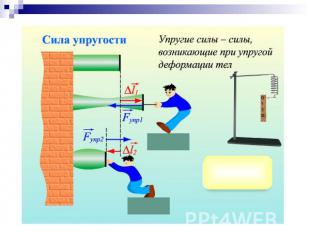 Сила упругости
Упругие силы – силы,
возникающие при упругой
деформации тел
Δl₁
Fупр1
Fупр2
Δl₂
PPt4WEB